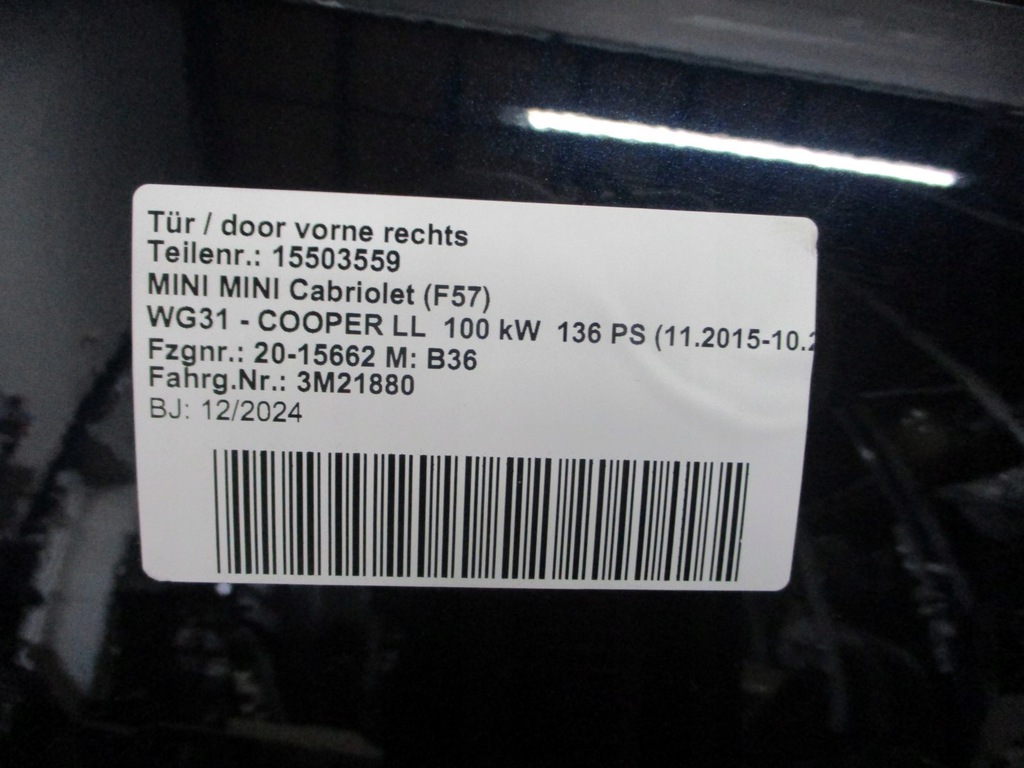 Tür / door vorne rechts
Teilenr.: 15503559
MINI MINI Cabriolet (F57)
WG31 - COOPER LL 100 kW 136 PS (11.2015-10.2
Fzgnr.: 20-15662 M: B36
Fahrg.Nr.: 3M21880
BJ: 12/2024